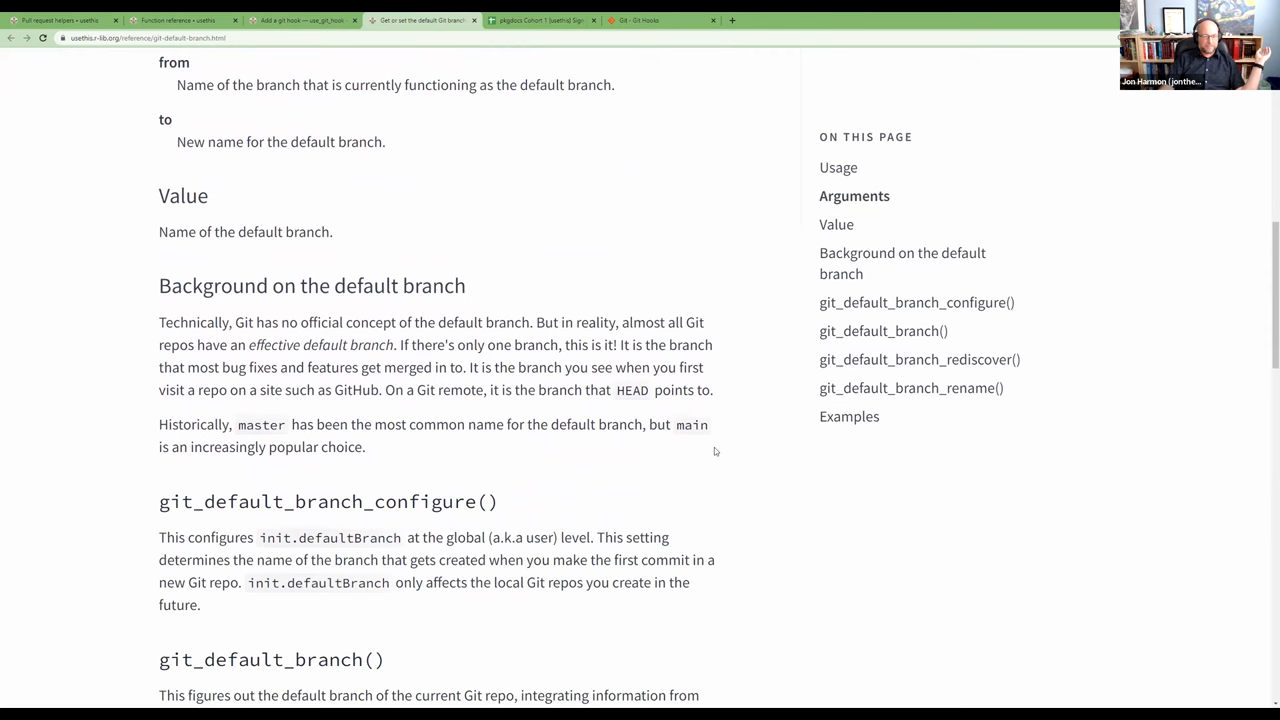 Pull request helpers • usethis
Function reference • usethis
Add a git hook — use_git_hook
Get or set the default Git branch
pkgdocs Cohort 1 (usethis) Sign
Git - Git Hooks
usethis.r-lib.org/reference/git-default-branch.html
Jon Harmon (jonthe...
from
Name of the branch that is currently functioning as the default branch.
to
New name for the default branch.
Value
Name of the default branch.
Background on the default branch
Technically, Git has no official concept of the default branch. But in reality, almost all Git
repos have an effective default branch. If there's only one branch, this is it! It is the branch
that most bug fixes and features get merged in to. It is the branch you see when you first
visit a repo on a site such as GitHub. On a Git remote, it is the branch that HEAD points to.
Historically, master has been the most common name for the default branch, but main
is an increasingly popular choice.
git_default_branch_configure()
This configures init.defaultBranch at the global (a.k.a user) level. This setting
determines the name of the branch that gets created when you make the first commit in a
new Git repo. init.defaultBranch only affects the local Git repos you create in the
future.
git_default_branch()
This figures out the default branch of the current Git repo, integrating information from
ON THIS PAGE
Usage
Arguments
Value
Background on the default
branch
git_default_branch_configure()
git_default_branch()
git_default_branch_rediscover()
git_default_branch_rename()
Examples